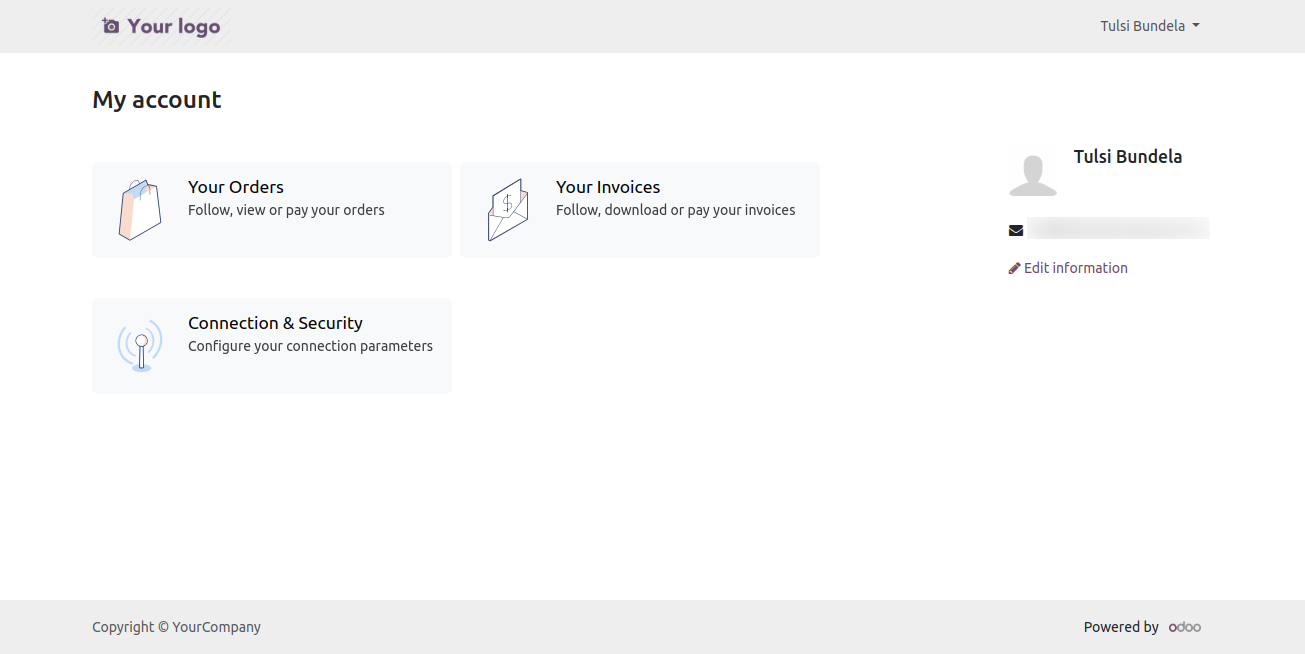 Your logo
Tulsi Bundela
My account
Your Orders
Follow, view or pay your orders
Your Invoices
Follow, download or pay your invoices
Connection & Security
Configure your connection parameters
Tulsi Bundela
Edit information
Copyright © YourCompany
Powered by odoo